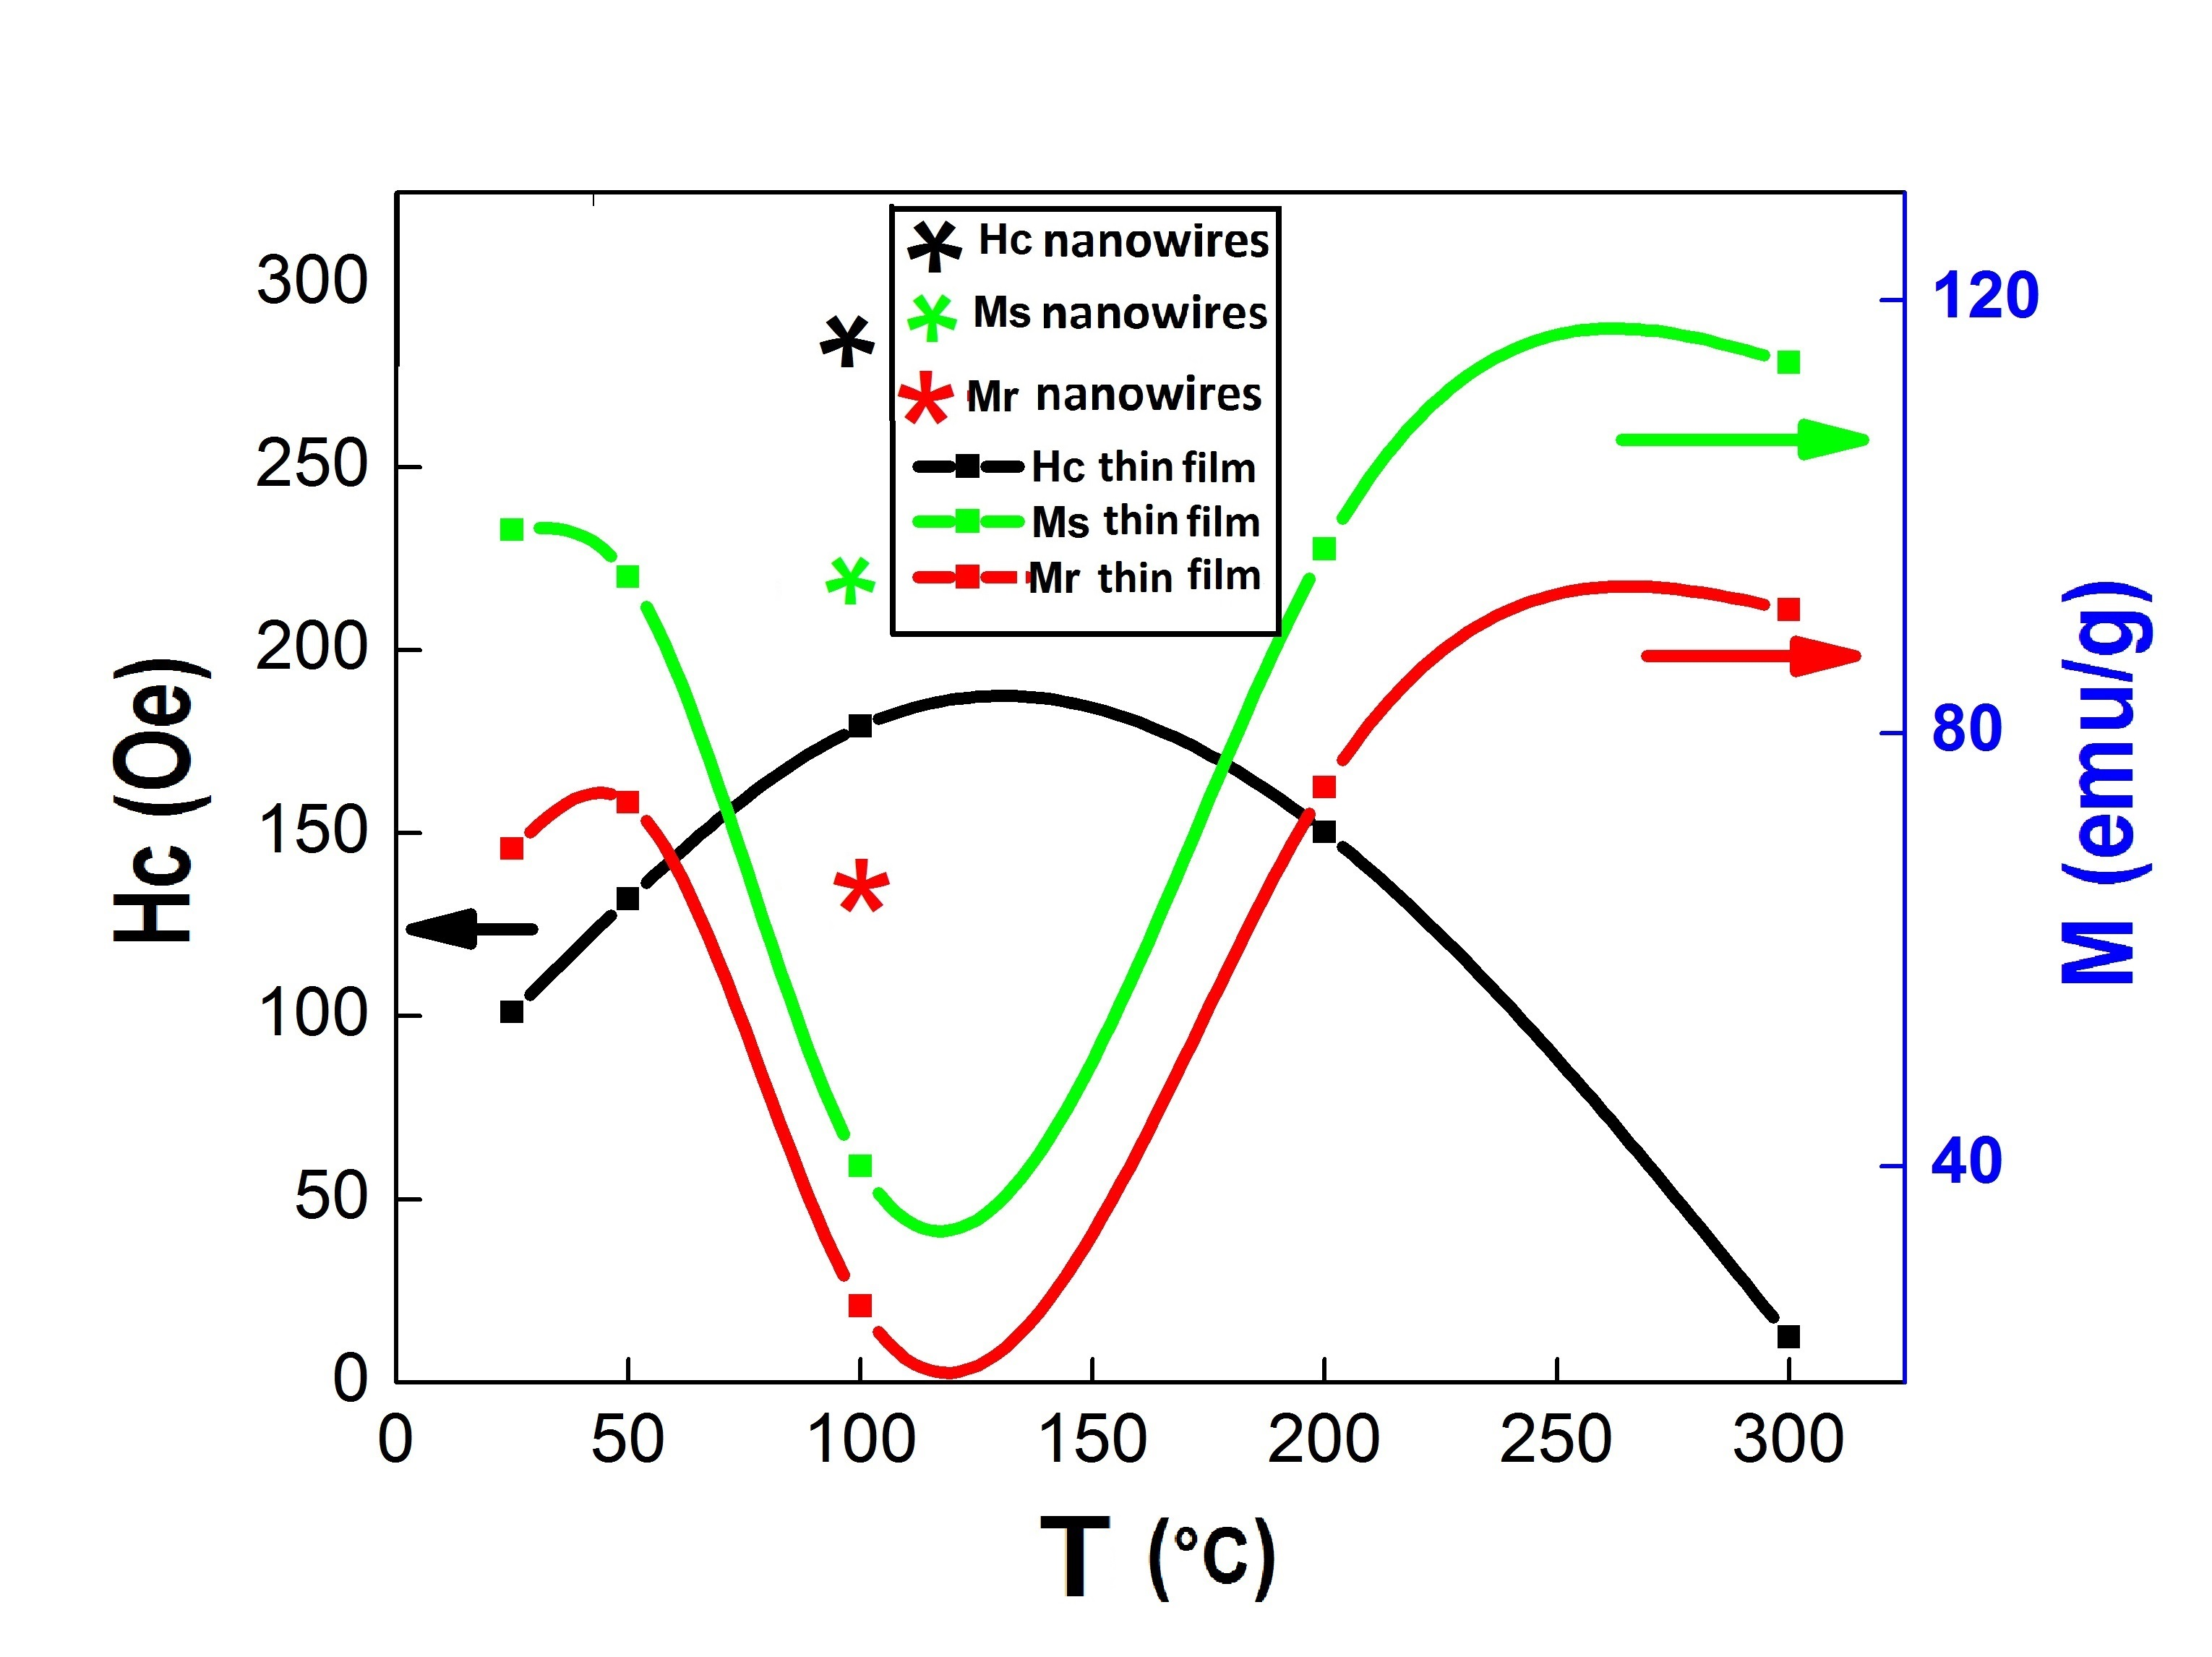 Hc nanowires
Ms nanowires
Mr nanowires
Hc thin film
Ms thin film
Mr thin film
300
250
200
150
100
50
0
Hc (Oe)
120
80
40
M (emu/g)
0 50 100 150 200 250 300
T (°C)